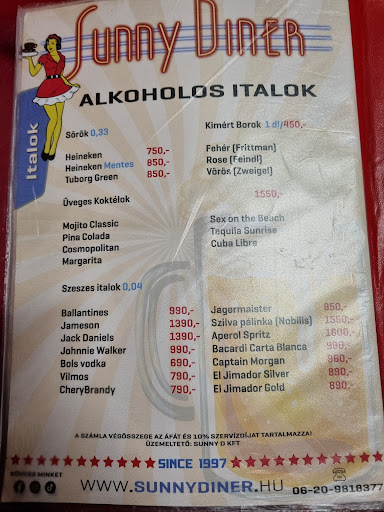 Sunny Diner
ALKOHOLOS ITALOK
Italok
Sörök 0,33
Heineken 750,-
Heineken Mentes 850,-
Tuborg Green 850,-
Kimért Borok 1 dl/450,-
Fehér (Frittman)
Rose (Feindl)
Vörös (Zweigel)
Üveges Koktélok 1550,-
Mojito Classic
Pina Colada
Cosmopolitan
Margarita
Sex on the Beach
Tequila Sunrise
Cuba Libre
Szeszes italok 0,04
Ballantines 990,-
Jameson 1390,-
Jack Daniels 1390,-
Johnnie Walker 990,-
Bols vodka 690,-
Vilmos 790,-
CheryBrandy 790,-
Jagermaister 850,-
Szilva pálinka (Nobilis) 1550,-
Aperol Spritz 1600,-
Bacardi Carta Blanca 990,-
Captain Morgan 860,-
El Jimador Silver 890,-
El Jimador Gold 890,-
A SZÁMLA VÉGÖSSZEGE AZ ÁFÁT ÉS 10% SZERVIZDÍJAT TARTALMAZZA!
ÜZEMELTETŐ: SUNNY D KFT
SINCE 1997
KÖVESS MINKET
WWW.SUNNYDINER.HU
06-20-9818377